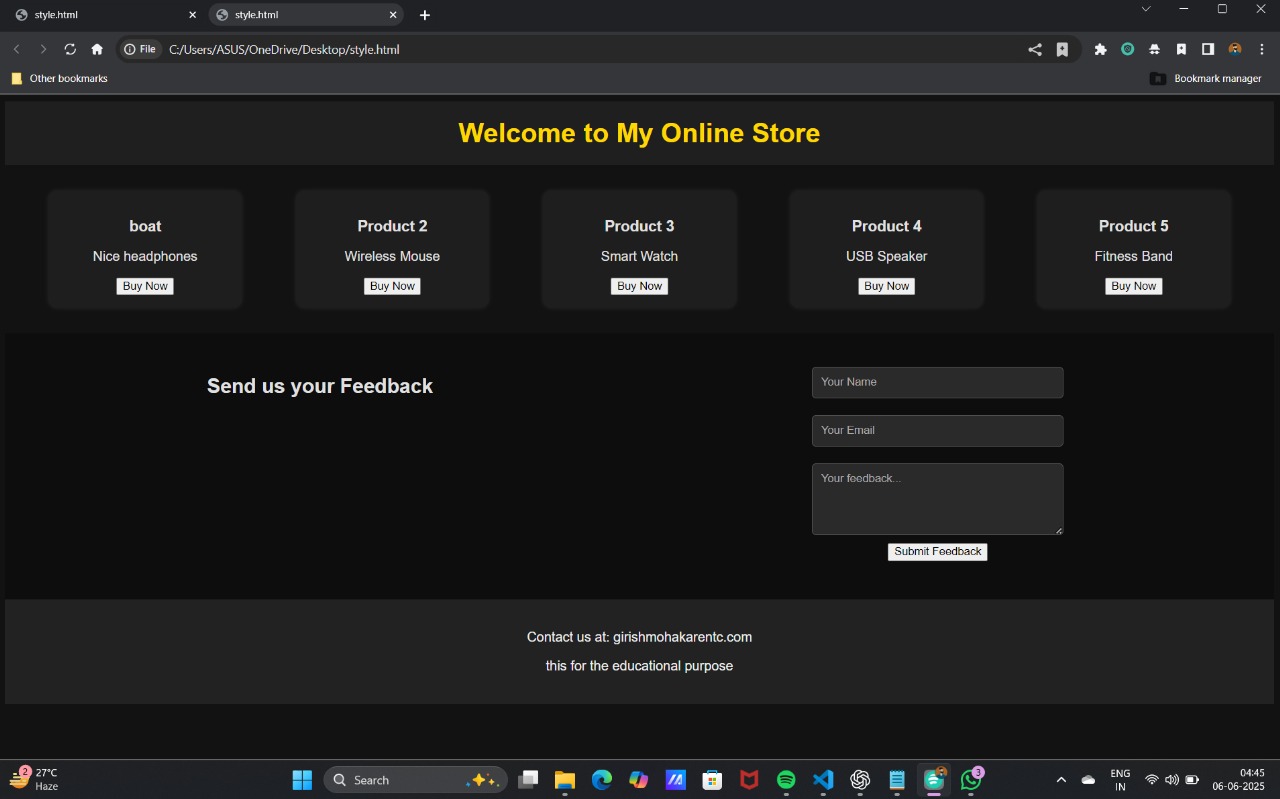 style.html
style.html
File C:/Users/ASUS/OneDrive/Desktop/style.html
Other bookmarks
Bookmark manager
Welcome to My Online Store
boat
Nice headphones
Buy Now
Product 2
Wireless Mouse
Buy Now
Product 3
Smart Watch
Buy Now
Product 4
USB Speaker
Buy Now
Product 5
Fitness Band
Buy Now
Send us your Feedback
Your Name
Your Email
Your feedback...
Submit Feedback
Contact us at: girishmohakarentc.com
this for the educational purpose
2
27°C
Haze
Search
3
ENG
IN
04:45
06-06-2025